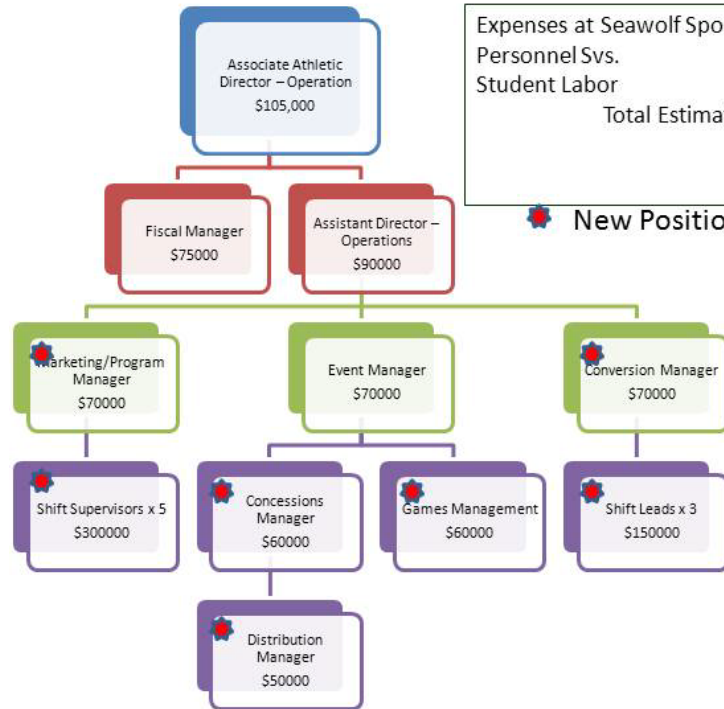 Associate Athletic
Director – Operation
$105,000
Expenses at Seawolf Spo
Personnel Svs.
Student Labor
Total Estima
New Positio
Fiscal Manager
$75000
Assistant Director –
Operations
$90000
Marketing/Program
Manager
$70000
Event Manager
$70000
Conversion Manager
$70000
Shift Supervisors x 5
$300000
Concessions
Manager
$60000
Games Management
$60000
Shift Leads x 3
$150000
Distribution
Manager
$50000